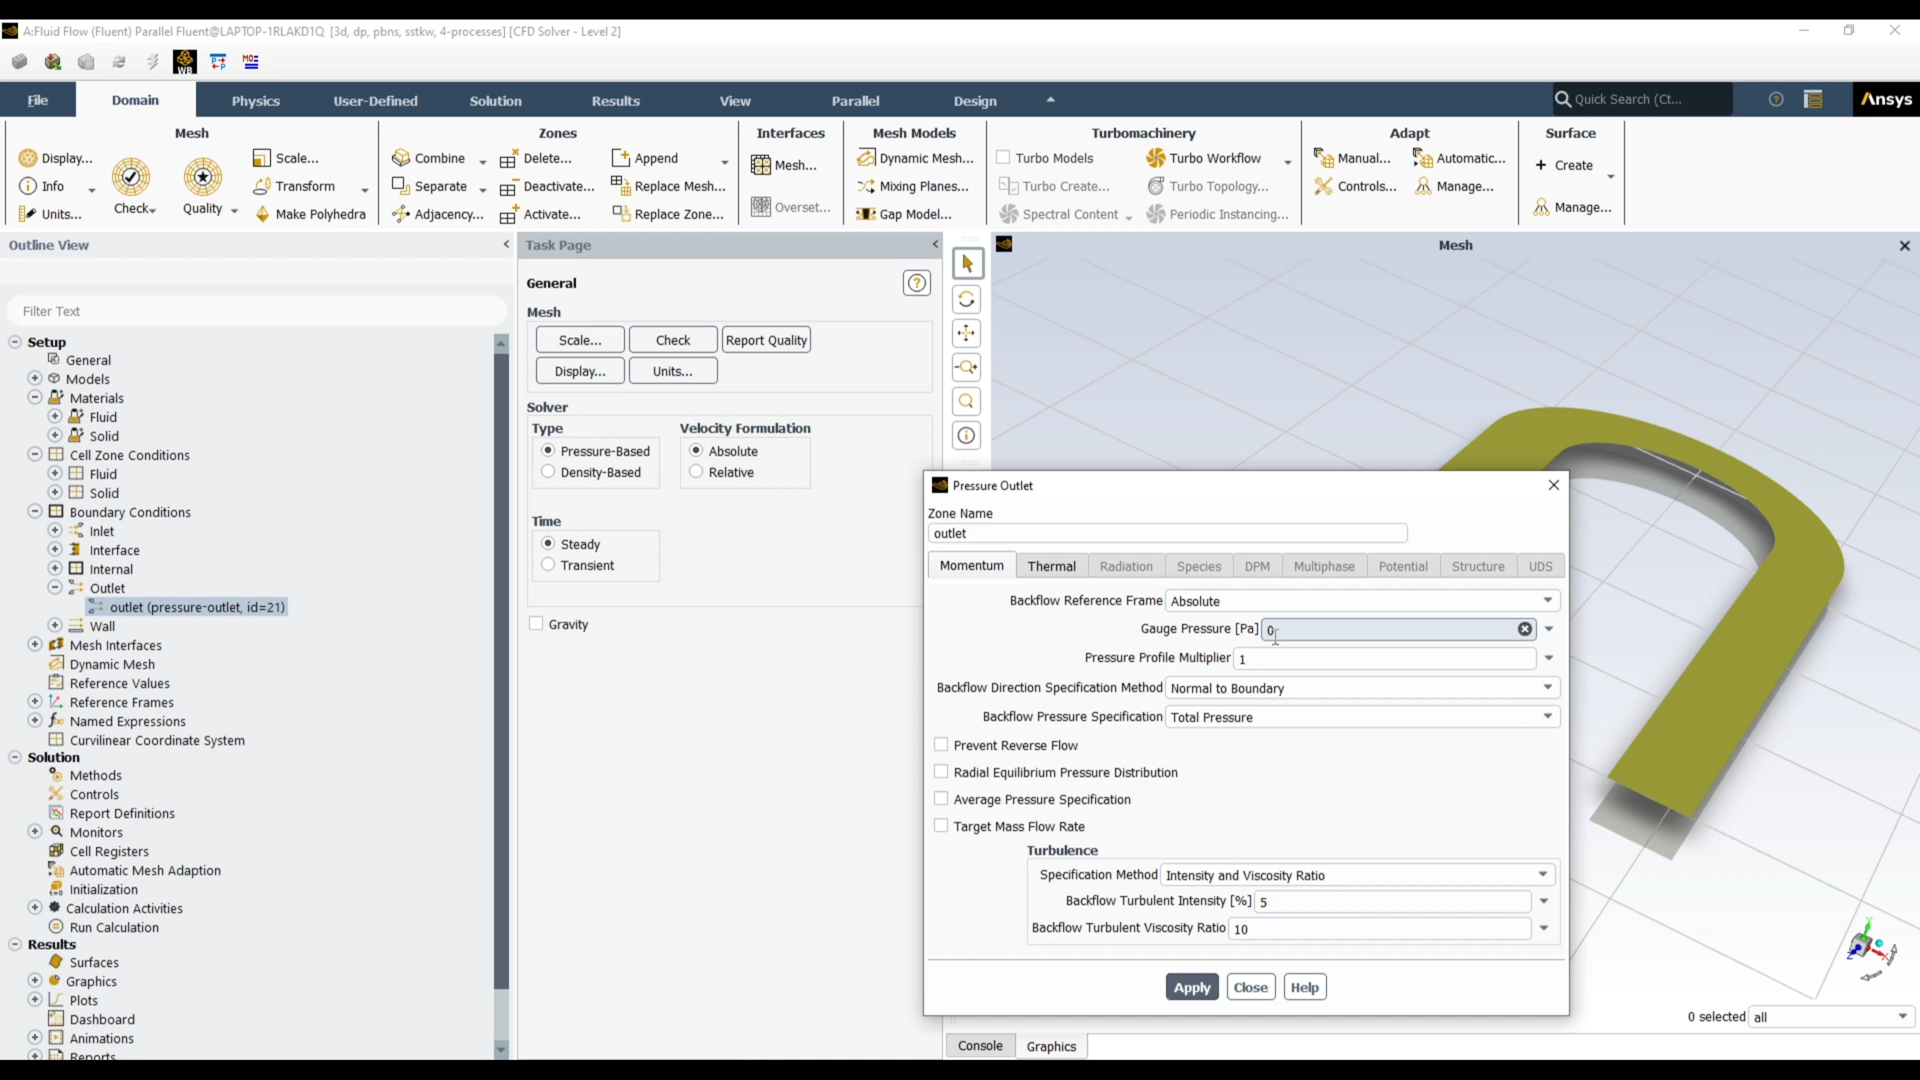 A:Fluid Flow (Fluent) Parallel Fluent@LAPTOP-1RLAKD1Q [3d, dp, pbns, sstkw, 4-processes] [CFD Solver - Level 2]
WB
MO
File Domain Physics User-Defined Solution Results View Parallel Design Quick Search (Ct... Ansys
Mesh Zones Interfaces Mesh Models Turbomachinery Adapt Surface
Display... Check Quality Scale... Combine Delete... Append Mesh... Dynamic Mesh... Turbo Models Turbo Workflow Manual... Automatic... Create
Info Transform Separate Deactivate... Replace Mesh... Mixing Planes... Turbo Create... Turbo Topology... Controls... Manage...
Units... Make Polyhedra Adjacency... Activate... Replace Zone... Overset... Gap Model... Spectral Content Periodic Instancing... Manage...
Outline View
Filter Text
Setup
General
Models
Materials
Fluid
Solid
Cell Zone Conditions
Fluid
Solid
Boundary Conditions
Inlet
Interface
Internal
Outlet
outlet (pressure-outlet, id=21)
Wall
Mesh Interfaces
Dynamic Mesh
Reference Values
Reference Frames
Named Expressions
Curvilinear Coordinate System
Solution
Methods
Controls
Report Definitions
Monitors
Cell Registers
Automatic Mesh Adaption
Initialization
Calculation Activities
Run Calculation
Results
Surfaces
Graphics
Plots
Dashboard
Animations
Reports
Task Page
General
Mesh
Scale... Check Report Quality
Display... Units...
Solver
Type Velocity Formulation
Pressure-Based Absolute
Density-Based Relative
Time
Steady
Transient
Gravity
Mesh
Pressure Outlet
Zone Name
outlet
Momentum Thermal Radiation Species DPM Multiphase Potential Structure UDS
Backflow Reference Frame Absolute
Gauge Pressure [Pa] 0
Pressure Profile Multiplier 1
Backflow Direction Specification Method Normal to Boundary
Backflow Pressure Specification Total Pressure
Prevent Reverse Flow
Radial Equilibrium Pressure Distribution
Average Pressure Specification
Target Mass Flow Rate
Turbulence
Specification Method Intensity and Viscosity Ratio
Backflow Turbulent Intensity [%] 5
Backflow Turbulent Viscosity Ratio 10
Apply Close Help
0 selected all
Console Graphics